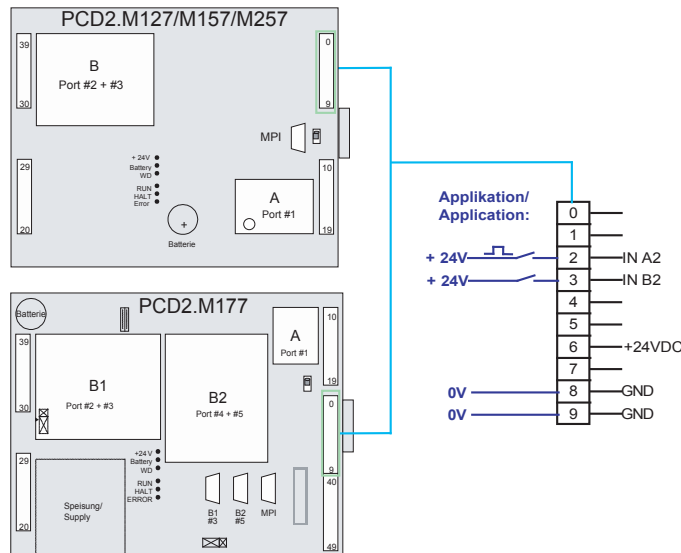 PCD2.M127/M157/M257
39
B
Port #2 + #3
30
0
9
MPI
29
20
+ 24V
Battery
WD
RUN
HALT
Error
Batterie
A
Port #1
10
19
Applikation/
Application:
0
1
+ 24V
2
IN A2
+ 24V
3
IN B2
4
5
6
+24VDC
7
0V
8
GND
0V
9
GND
PCD2.M177
Batterie
39
30
B1
Port #2 + #3
B2
Port #4 + #5
A
Port #1
10
19
0
9
29
20
Speisung/
Supply
+24 V
Battery
WD
RUN
HALT
ERROR
B1
#3
B2
#5
MPI
40
49